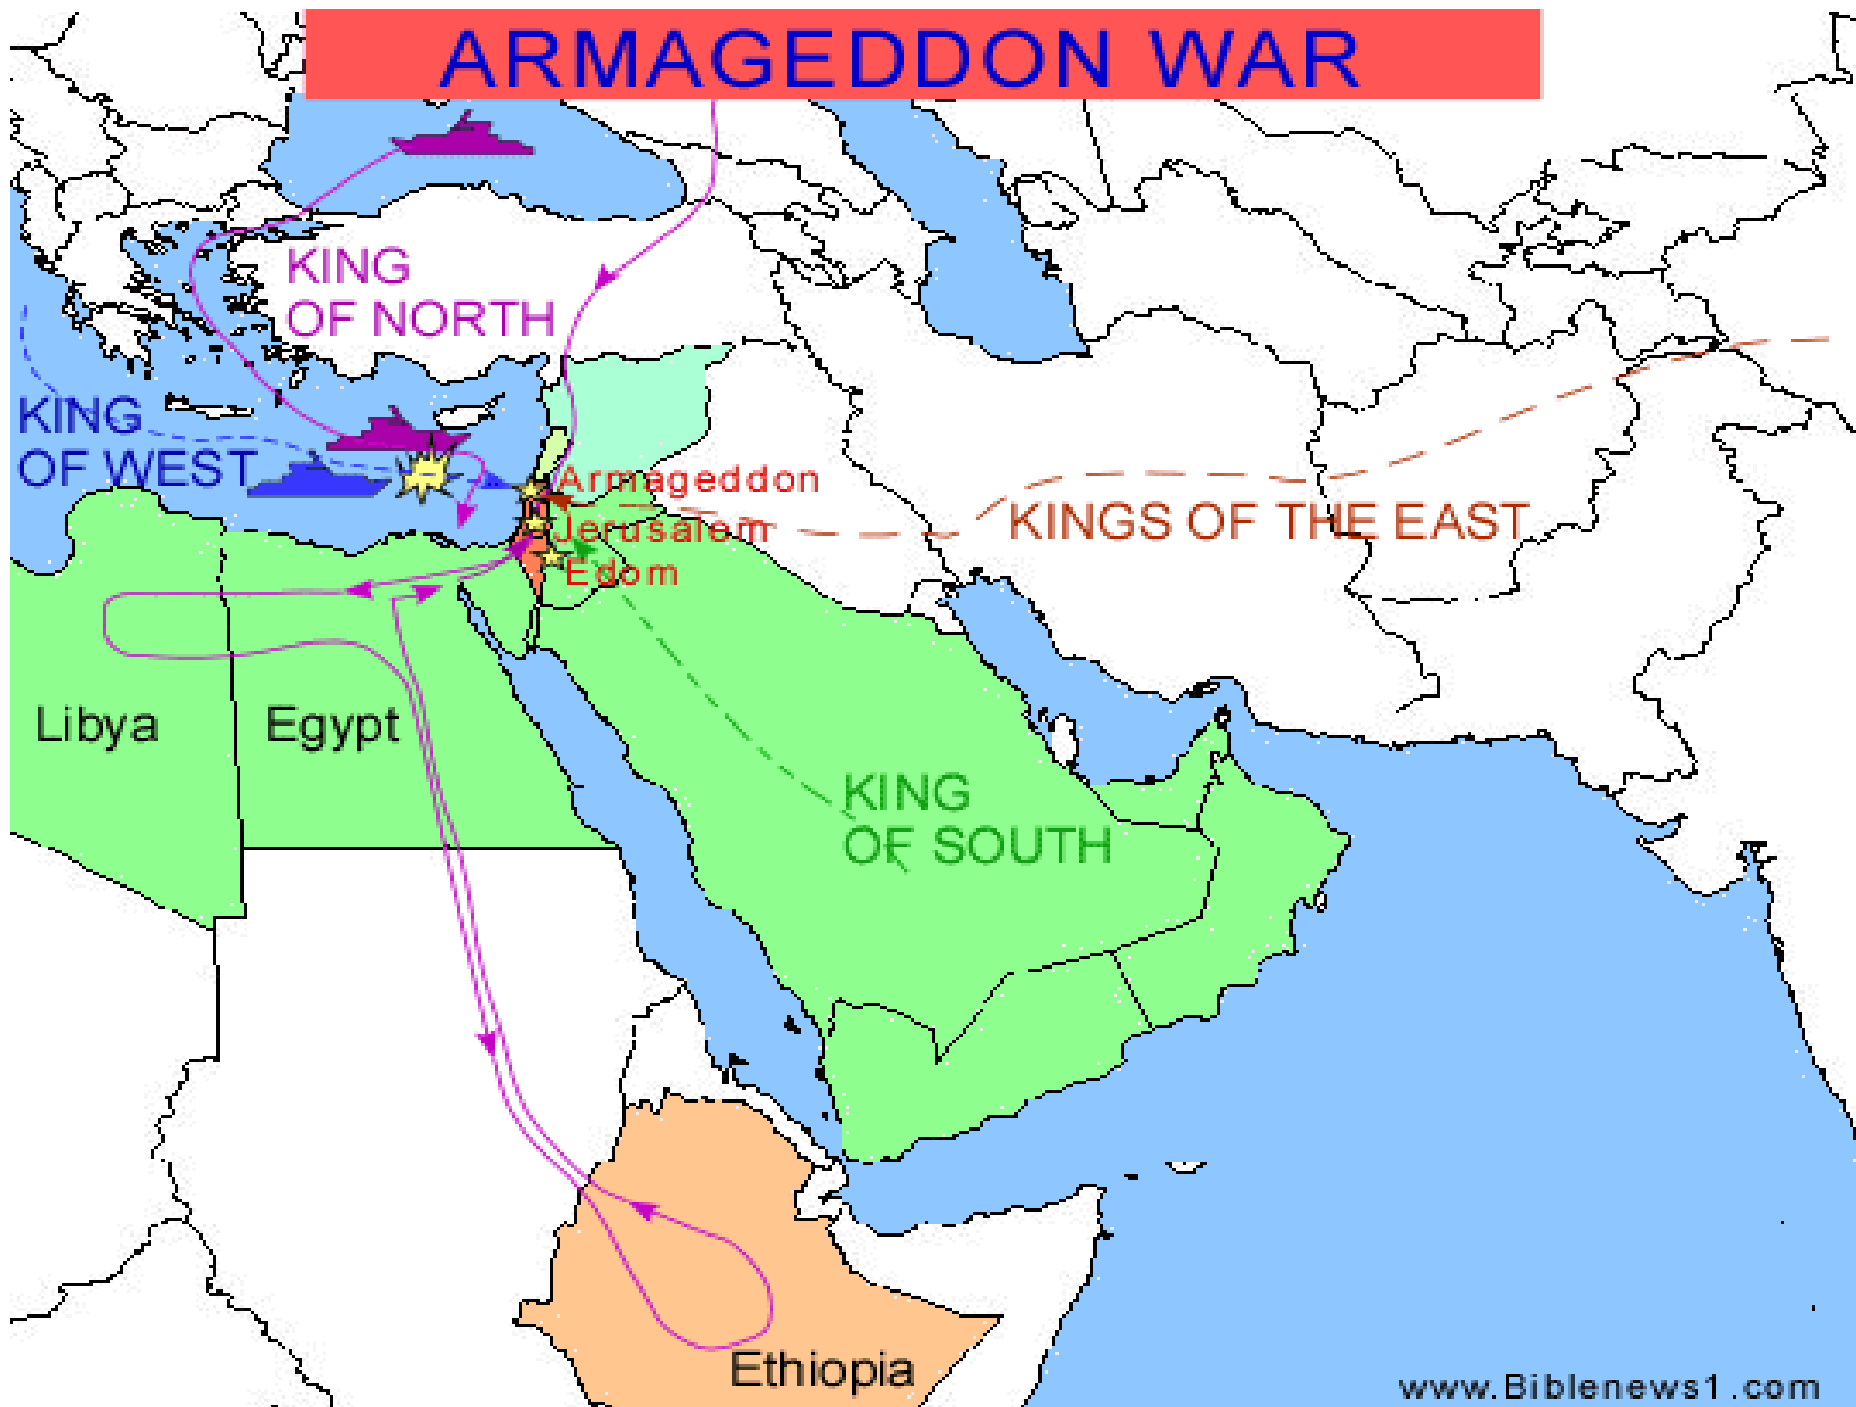 ARMAGEDDON WAR
KING
OF NORTH
KING
OF WEST
Armageddon
Jerusalem
Edom
KINGS OF THE EAST
Libya
Egypt
KING
OF SOUTH
Ethiopia
www.Biblenews1.com